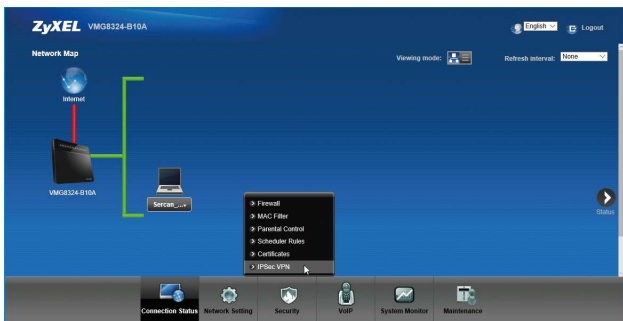 ZyXEL VMG8324-B10A
English
Logout
Network Map
Viewing mode:
Refresh interval:
None
Internet
VMG8324-B10A
Sercan_...
Firewall
MAC Filter
Parental Control
Scheduler Rules
Certificates
IPSec VPN
Status
Connection Status
Network Setting
Security
VoIP
System Monitor
Maintenance